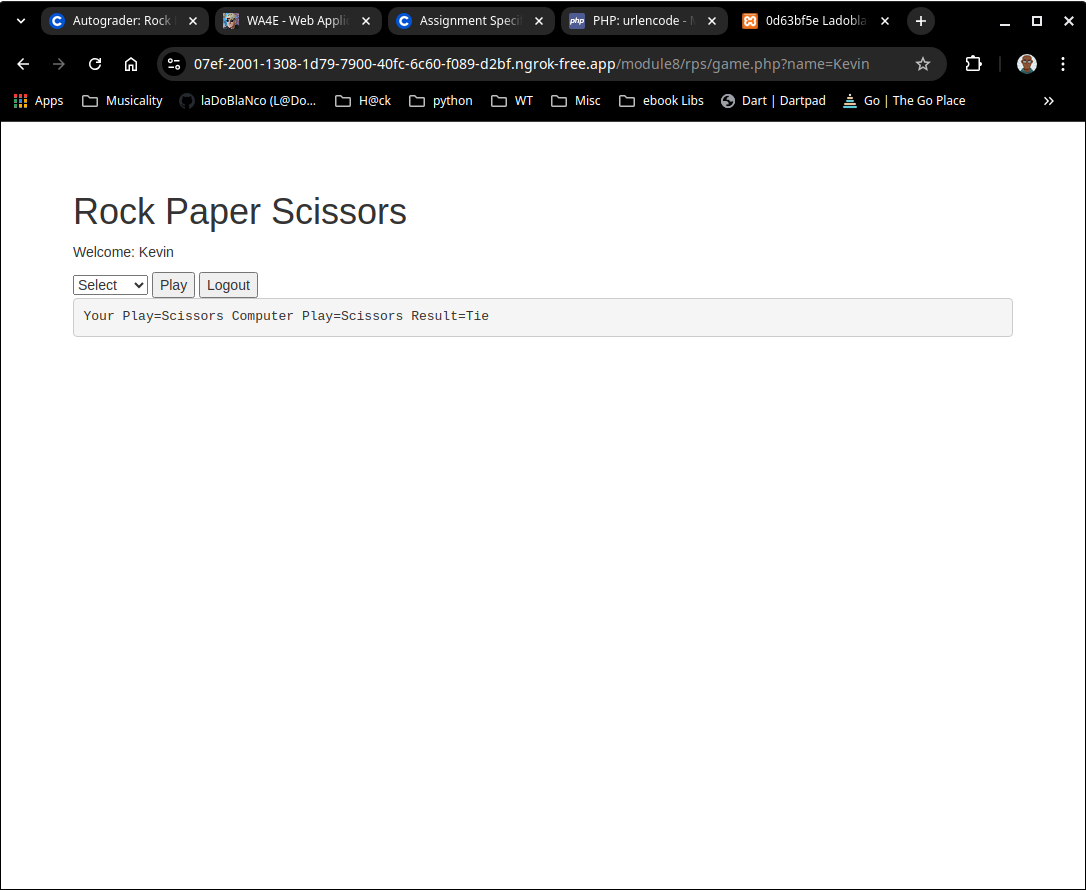 Autograder: Rock
WA4E - Web Applic
Assignment Specif
PHP: urlencode - M
0d63bf5e Ladobla
07ef-2001-1308-1d79-7900-40fc-6c60-f089-d2bf.ngrok-free.app/module8/rps/game.php?name=Kevin
Apps Musicality laDoBlaNco (L@Do... H@ck python WT Misc ebook Libs Dart | Dartpad Go | The Go Place
Rock Paper Scissors
Welcome: Kevin
Select Play Logout
Your Play=Scissors Computer Play=Scissors Result=Tie